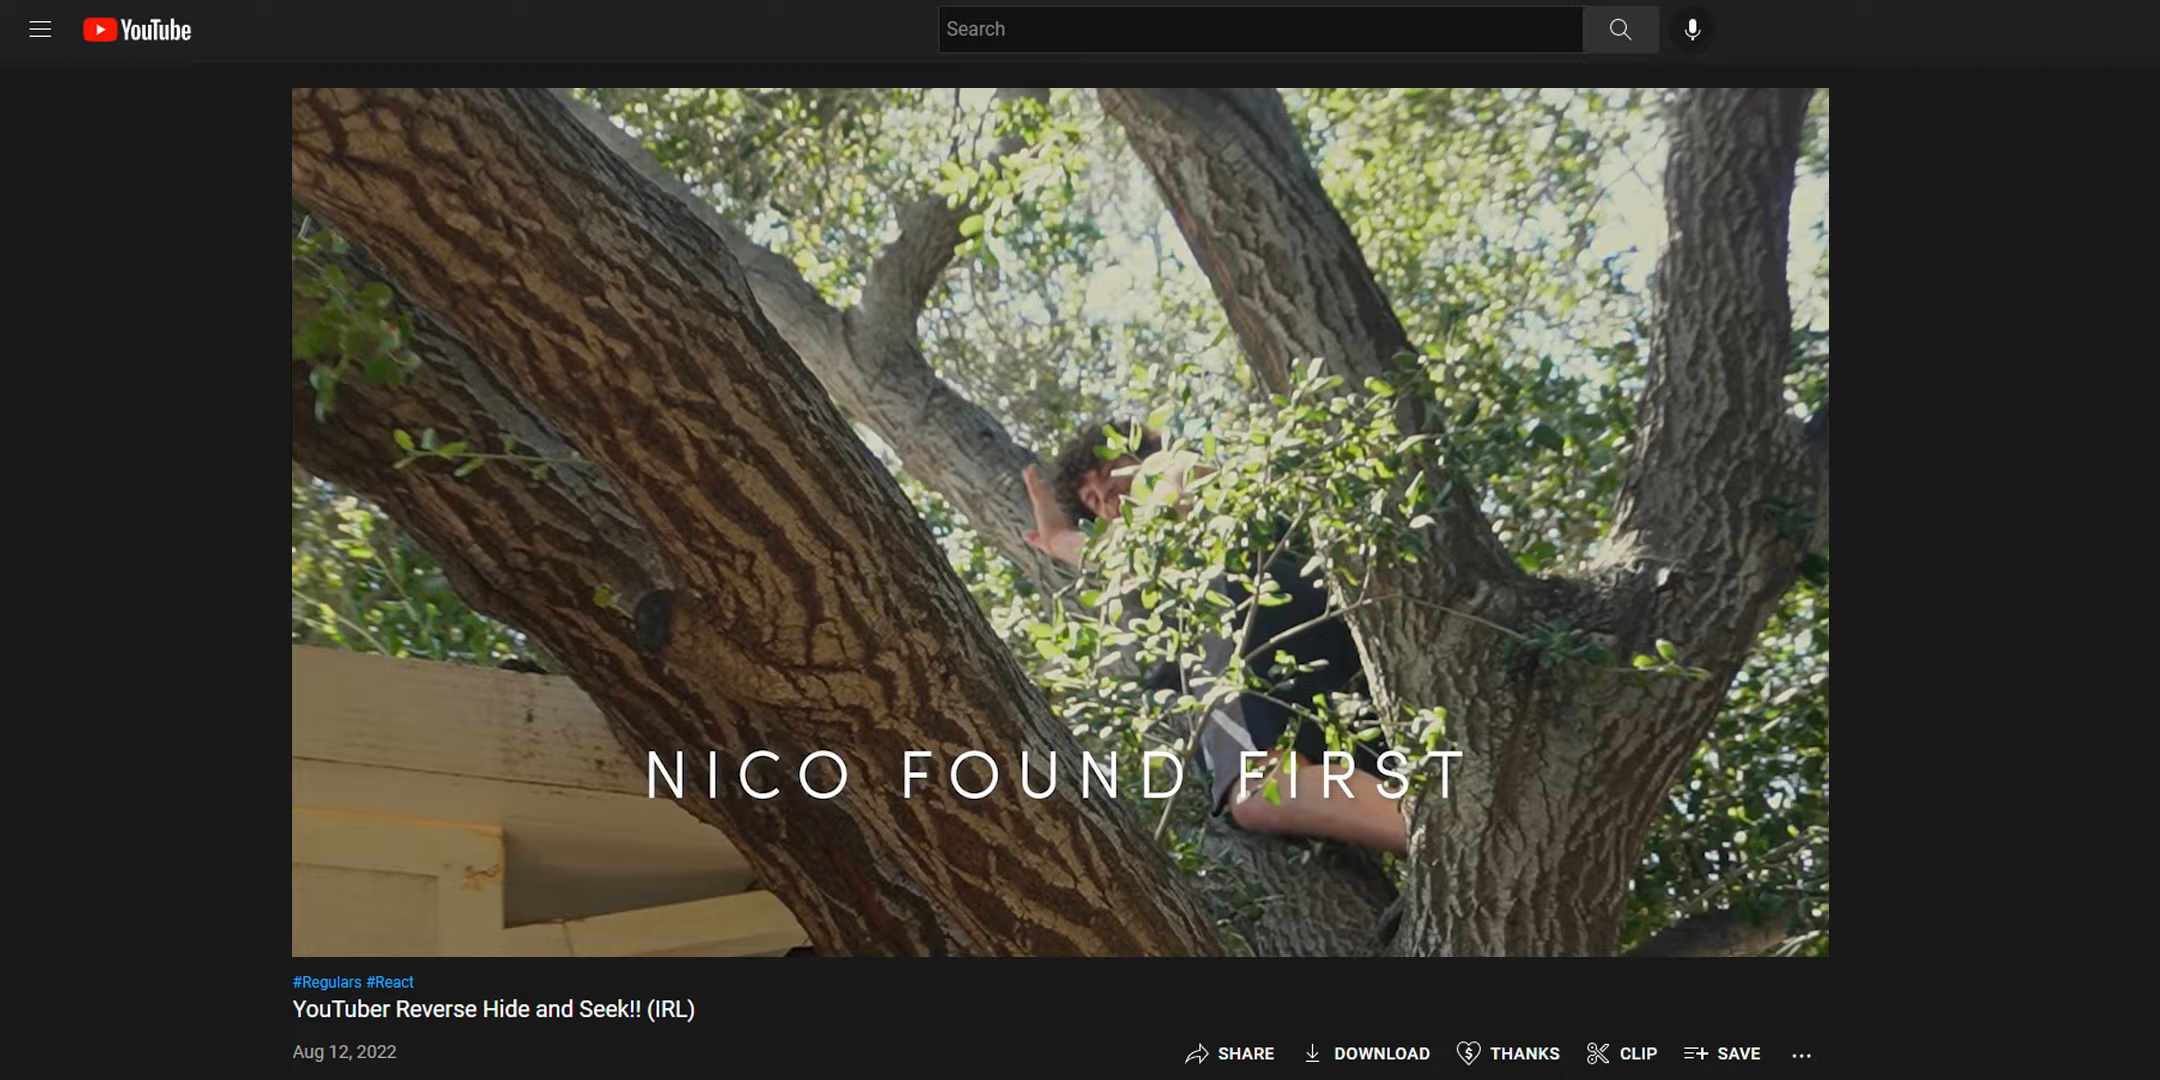 YouTube
Search
NICO FOUND FIRST
#Regulars #React
YouTuber Reverse Hide and Seek!! (IRL)
Aug 12, 2022
SHARE DOWNLOAD THANKS CLIP SAVE ...